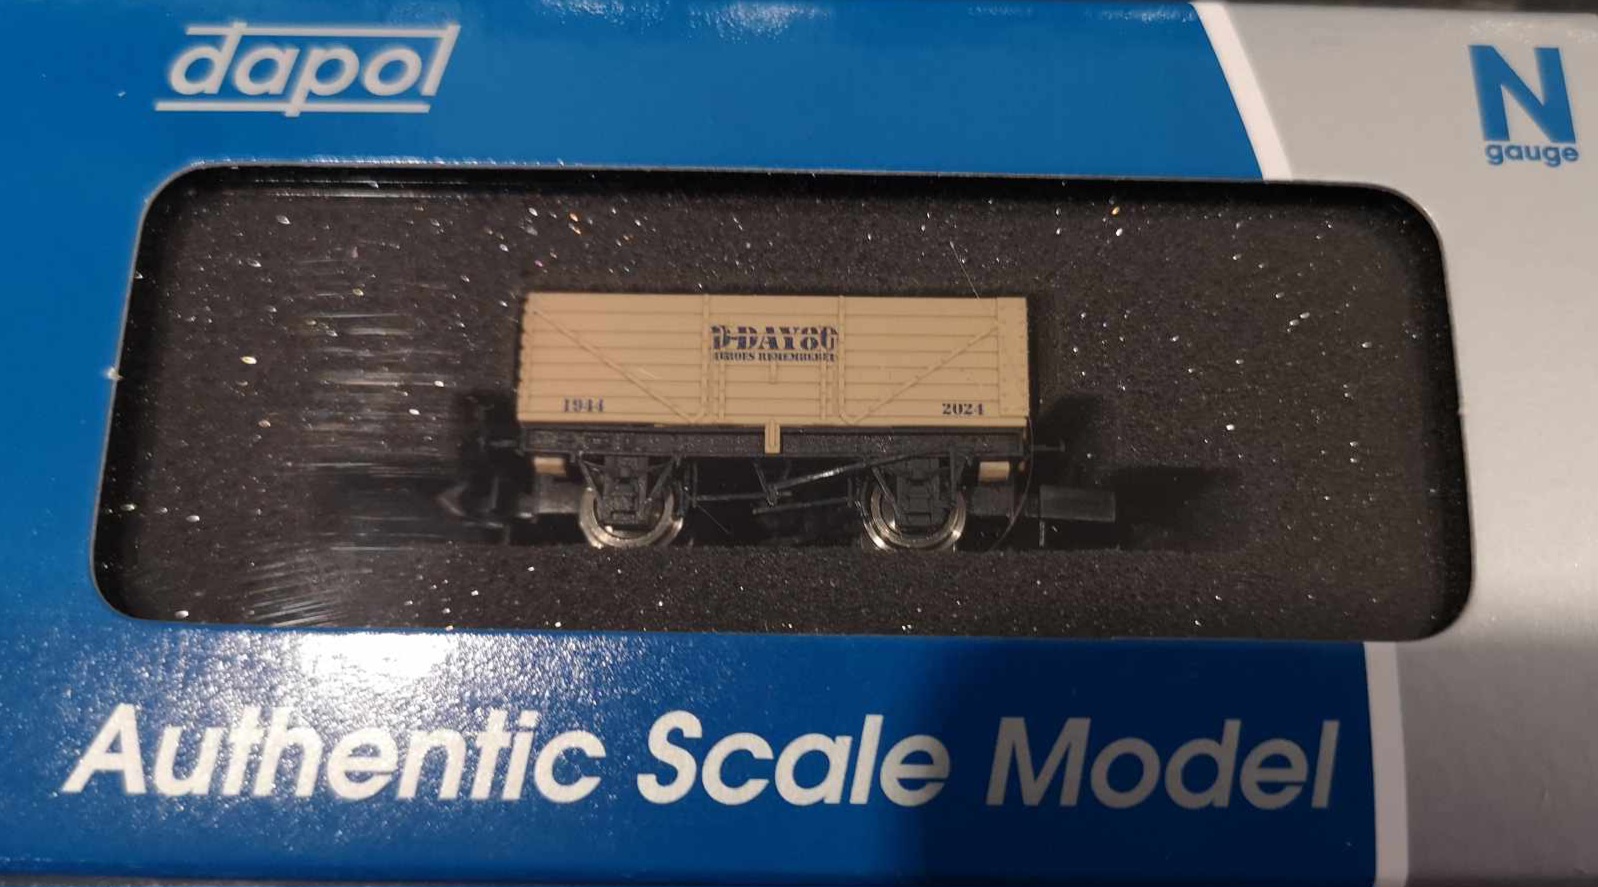 dapol
N
gauge
D-DAY80
HEROES REMEMBERED
1944
2024
Authentic Scale Model